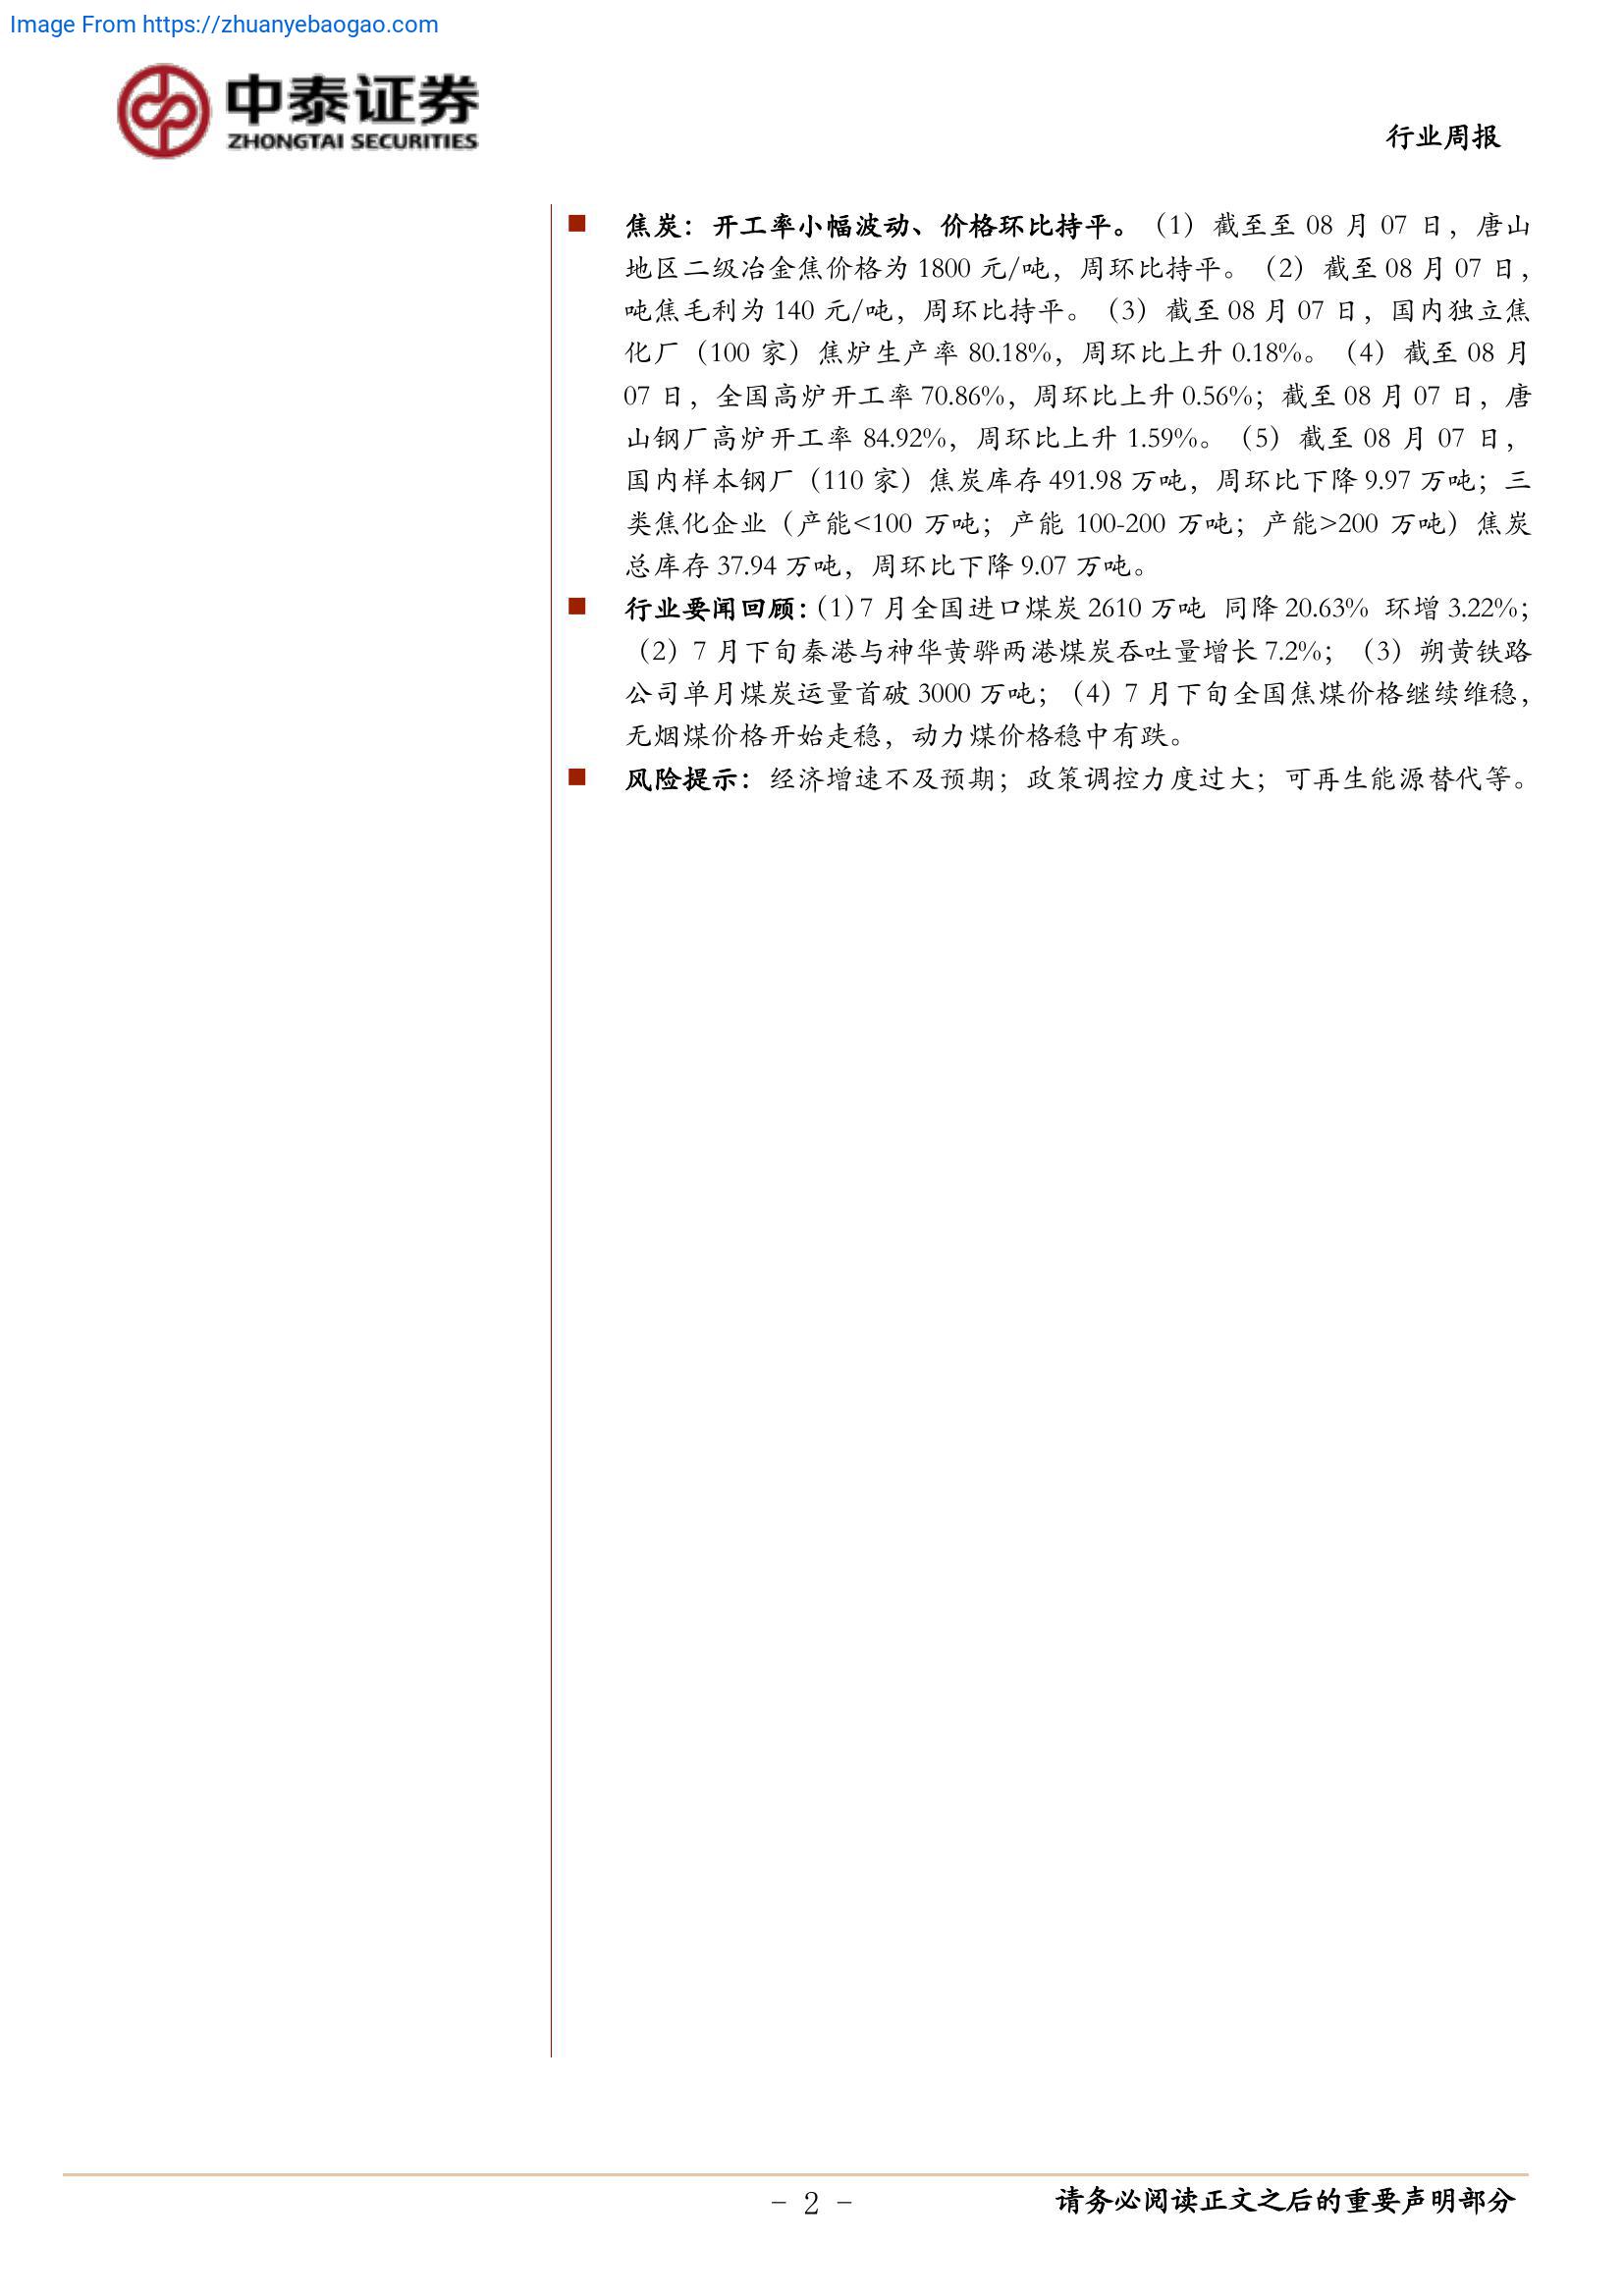 Image From https://zhuanyebaogao.com
中泰证券
ZHONGTAI SECURITIES
行业周报
■ 焦炭：开工率小幅波动、价格环比持平。（1）截至至 08 月 07 日，唐山
地区二级冶金焦价格为 1800 元/吨，周环比持平。（2）截至 08 月 07 日，
吨焦毛利为 140 元/吨，周环比持平。（3）截至 08 月 07 日，国内独立焦
化厂（100 家）焦炉生产率 80.18%，周环比上升 0.18%。（4）截至 08 月
07 日，全国高炉开工率 70.86%，周环比上升 0.56%；截至 08 月 07 日，唐
山钢厂高炉开工率 84.92%，周环比上升 1.59%。（5）截至 08 月 07 日，
国内样本钢厂（110 家）焦炭库存 491.98 万吨，周环比下降 9.97 万吨；三
类焦化企业（产能<100 万吨；产能 100-200 万吨；产能>200 万吨）焦炭
总库存 37.94 万吨，周环比下降 9.07 万吨。
■ 行业要闻回顾：（1）7 月全国进口煤炭 2610 万吨 同降 20.63% 环增 3.22%；
（2）7 月下旬秦港与神华黄骅两港煤炭吞吐量增长 7.2%；（3）朔黄铁路
公司单月煤炭运量首破 3000 万吨；（4）7 月下旬全国焦煤价格继续维稳，
无烟煤价格开始走稳，动力煤价格稳中有跌。
■ 风险提示：经济增速不及预期；政策调控力度过大；可再生能源替代等。
- 2 -
请务必阅读正文之后的重要声明部分